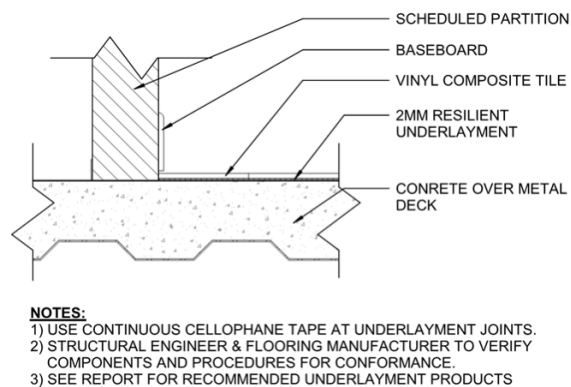 SCHEDULED PARTITION
BASEBOARD
VINYL COMPOSITE TILE
2MM RESILIENT
UNDERLAYMENT
CONRETE OVER METAL
DECK
NOTES:
1) USE CONTINUOUS CELLOPHANE TAPE AT UNDERLAYMENT JOINTS.
2) STRUCTURAL ENGINEER & FLOORING MANUFACTURER TO VERIFY
COMPONENTS AND PROCEDURES FOR CONFORMANCE.
3) SEE REPORT FOR RECOMMENDED UNDERLAYMENT PRODUCTS